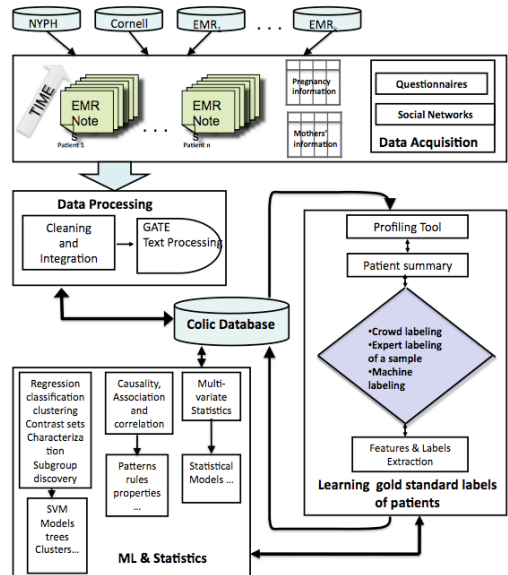 NYPH
Cornell
EMR1
. . .
EMR
TIME
EMR
Note
s
Patient 1
. . .
EMR
Note
s
Patient n
Pregnancy
information
Mothers'
information
Questionnaires
Social Networks
Data Acquisition
Data Processing
Cleaning
and
Integration
GATE
Text Processing
Colic Database
Profiling Tool
Patient summary
•Crowd labeling
•Expert labeling
of a sample
•Machine
labeling
Features & Labels
Extraction
Learning gold standard labels
of patients
Regression
classification
clustering
Contrast sets
Characteriza
tion
Subgroup
discovery
Causality,
Association
and
correlation
Multi-
variate
Statistics
Patterns
rules
properties
...
Statistical
Models ...
SVM
Models
trees
Clusters...
ML & Statistics